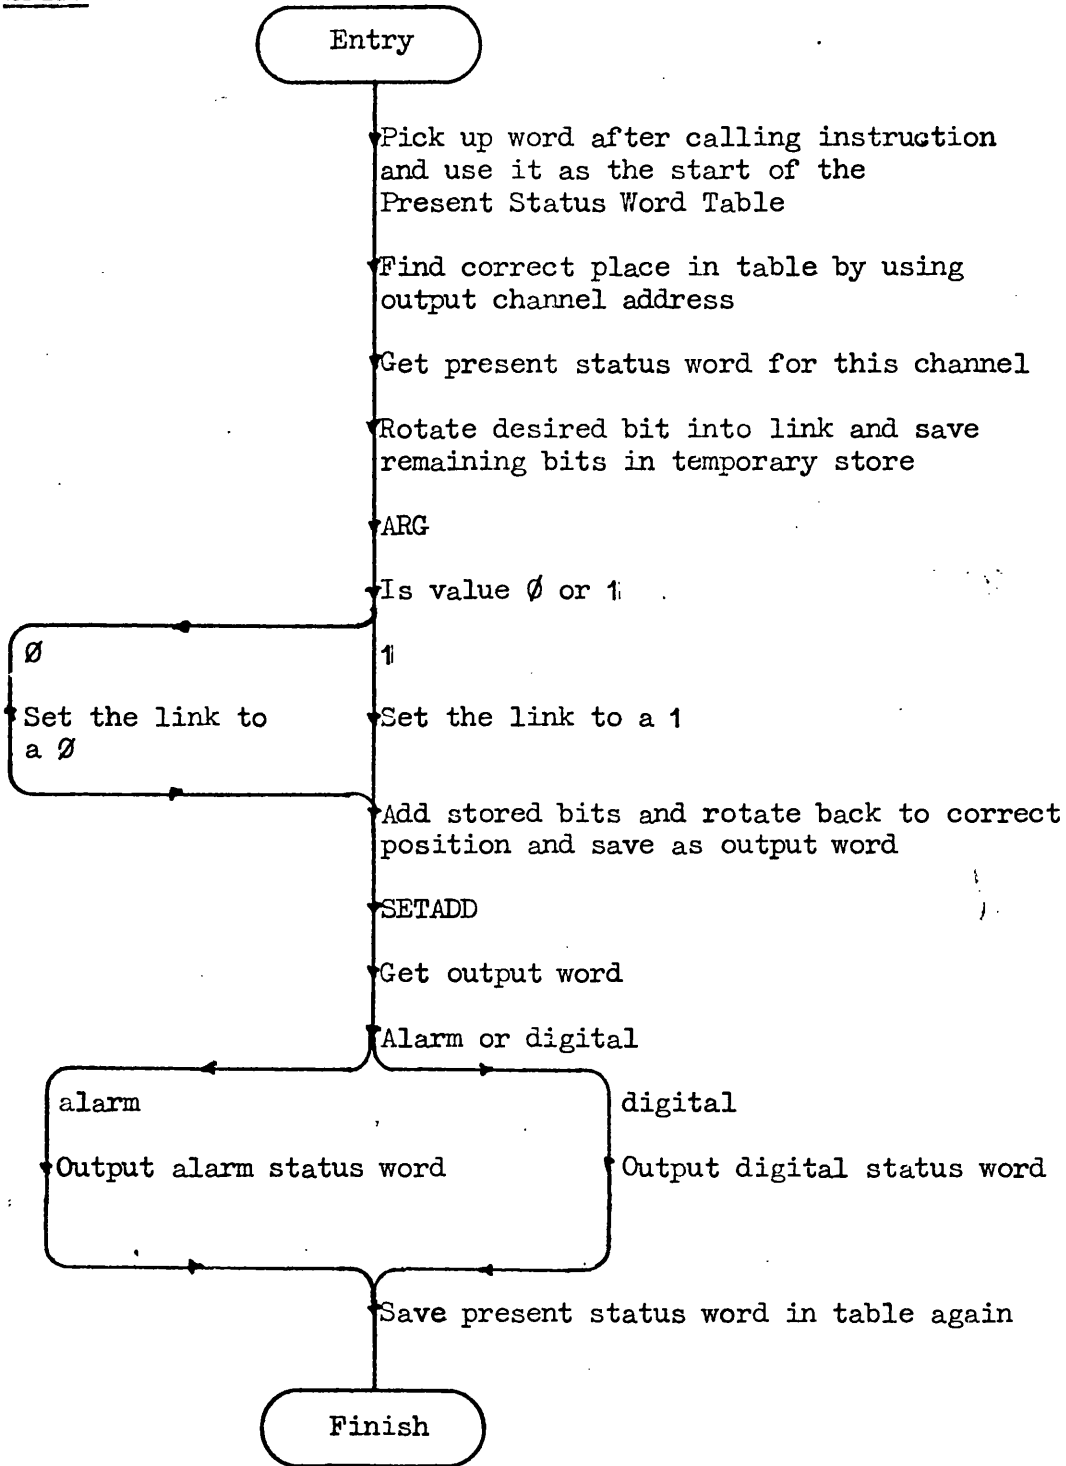 Entry
Pick up word after calling instruction
and use it as the start of the
Present Status Word Table
Find correct place in table by using
output channel address
Get present status word for this channel
Rotate desired bit into link and save
remaining bits in temporary store
ARG
Is value Ø or 1
Ø
1
Set the link to
a Ø
Set the link to a 1
Add stored bits and rotate back to correct
position and save as output word
SETADD
Get output word
Alarm or digital
alarm
digital
Output alarm status word
Output digital status word
Save present status word in table again
Finish